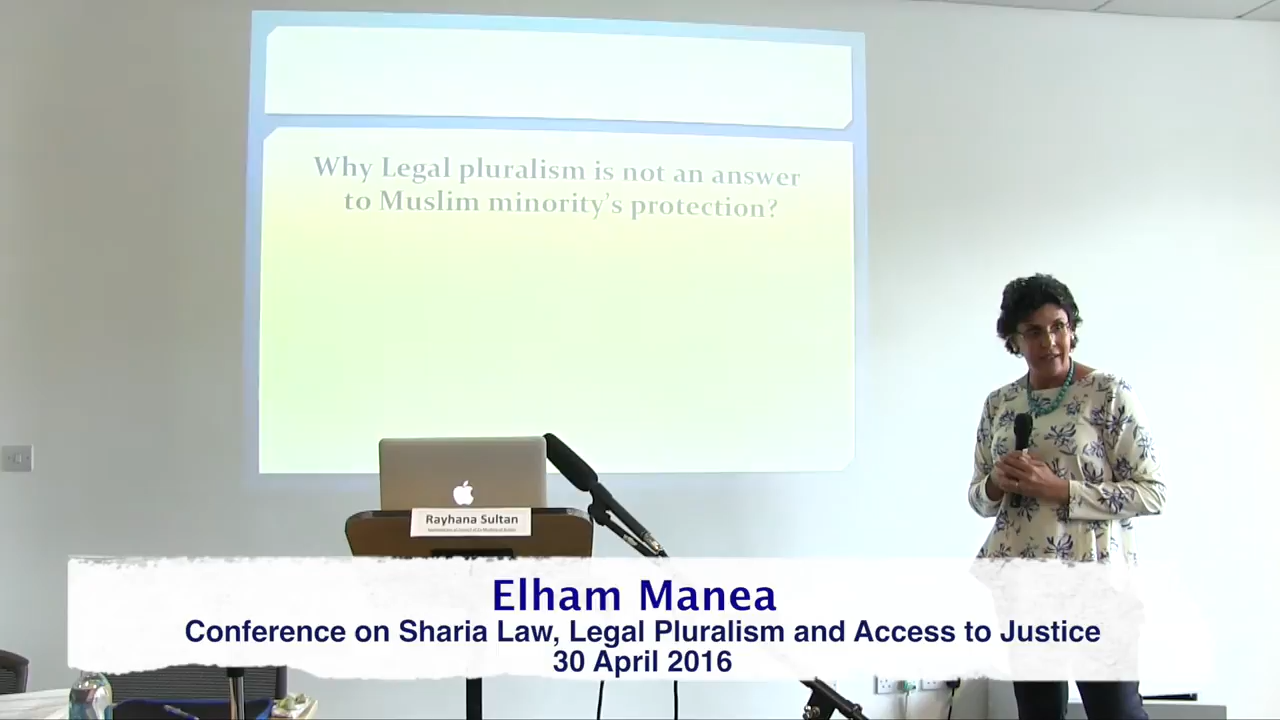 Why Legal pluralism is not an answer
to Muslim minority's protection?
Rayhana Sultan
Elham Manea
Conference on Sharia Law, Legal Pluralism and Access to Justice
30 April 2016